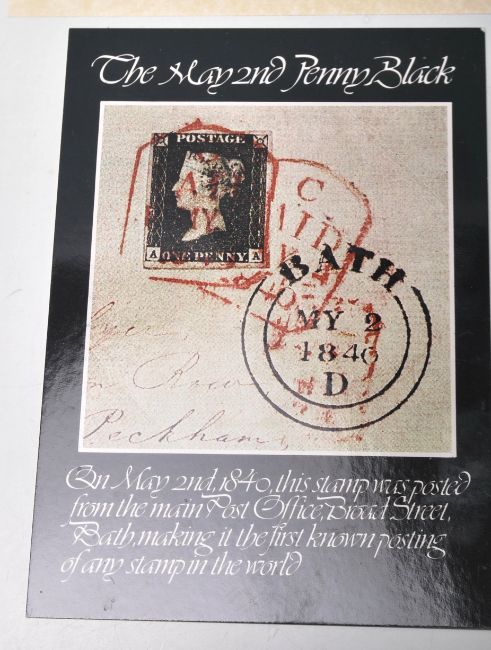 The May 2nd Penny Black
POSTAGE
A ONE PENNY A
C
AID
BATH
MY 2
1840
D
Row,
Peckham,
On May 2nd, 1840, this stamp was posted
from the main Post Office, Broad Street,
Bath, making it the first known posting
of any stamp in the world